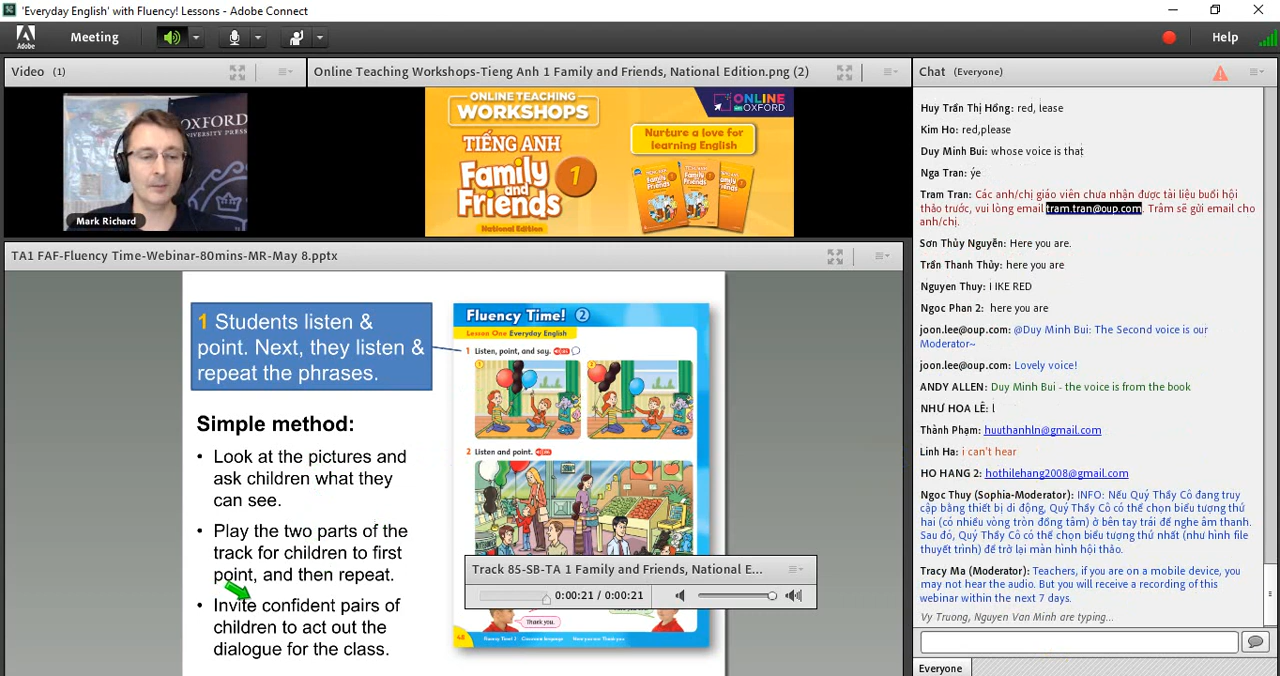 'Everyday English' with Fluency! Lessons - Adobe Connect
Adobe
Meeting
Help
Video (1)
OXFORD
UNIVERSITY PRESS
Mark Richard
Online Teaching Workshops-Tieng Anh 1 Family and Friends, National Edition.png (2)
ONLINE TEACHING
WORKSHOPS
TIẾNG ANH
Family
and
Friends
1
National Edition
ONLINE
OXFORD
Nurture a love for
learning English
TA1 FAF-Fluency Time-Webinar-80mins-MR-May 8.pptx
1 Students listen &
point. Next, they listen &
repeat the phrases.
Simple method:
• Look at the pictures and
ask children what they
can see.
• Play the two parts of the
track for children to first
point, and then repeat.
• Invite confident pairs of
children to act out the
dialogue for the class.
Fluency Time! 2
Lesson One Everyday English
1 Listen, point, and say.
2 Listen and point.
Track 85-SB-TA 1 Family and Friends, National E...
0:00:21 / 0:00:21
Thank you.
Chat (Everyone)
Huy Trần Thị Hồng: red, lease
Kim Ho: red,please
Duy Minh Bui: whose voice is that
Nga Tran: ýe
Tram Tran: Các anh/chị giáo viên chưa nhận được tài liệu buổi hội
thảo trước, vui lòng email tram.tran@oup.com. Trâm sẽ gửi email cho
anh/chị.
Sơn Thủy Nguyễn: Here you are.
Trần Thanh Thủy: here you are
Nguyen Thuy: I lKE RED
Ngoc Phan 2: here you are
joon.lee@oup.com: @Duy Minh Bui: The Second voice is our
Moderator~
joon.lee@oup.com: Lovely voice!
ANDY ALLEN: Duy Minh Bui - the voice is from the book
NHƯ HOA LÊ: l
Thành Phạm: huuthanhln@gmail.com
Linh Ha: i can't hear
HO HANG 2: hothilehang2008@gmail.com
Ngoc Thuy (Sophia-Moderator): INFO: Nếu Quý Thầy Cô đang truy
cập bằng thiết bị di động, Quý Thầy Cô có thể chọn biểu tượng thứ
hai (có nhiều vòng tròn đồng tâm) ở bên tay trái để nghe âm thanh.
Sau đó, Quý Thầy Cô có thể chọn biểu tượng thứ nhất (như hình file
thuyết trình) để trở lại màn hình hội thảo.
Tracy Ma (Moderator): Teachers, if you are on a mobile device, you
may not hear the audio. But you will receive a recording of this
webinar within the next 7 days.
Vy Truong, Nguyen Van Minh are typing...
Everyone